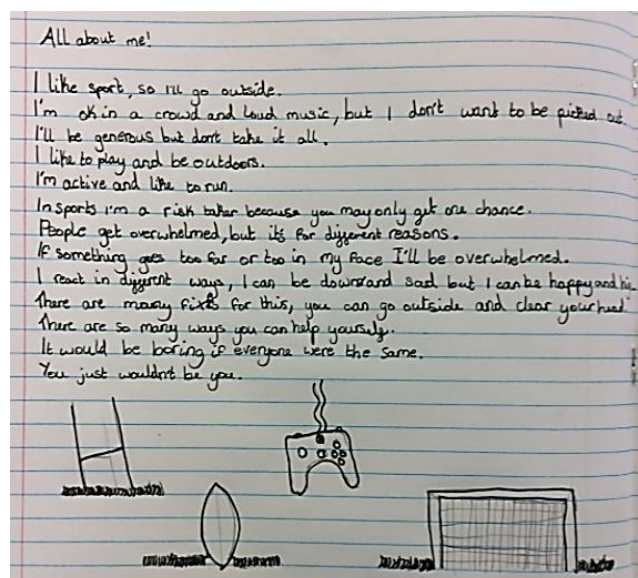 All about me!
I like sport, so I'll go outside.
I'm ok in a crowd and loud music, but I don't want to be picked out.
I'll be generous but dont take it all.
I like to play and be outdoors.
I'm active and like to run.
In sports i'm a risk taker because you may only get one chance.
People get overwhelmed, but its for different reasons.
If something goes too far or too in my face I'll be overwhelmed.
I react in different ways, I can be down and sad but I can be happy and
There are many fixes for this, you can go outside and clear your head
There are so many ways you can help yourself.
It would be boring if everyone were the same.
You just wouldn't be you.